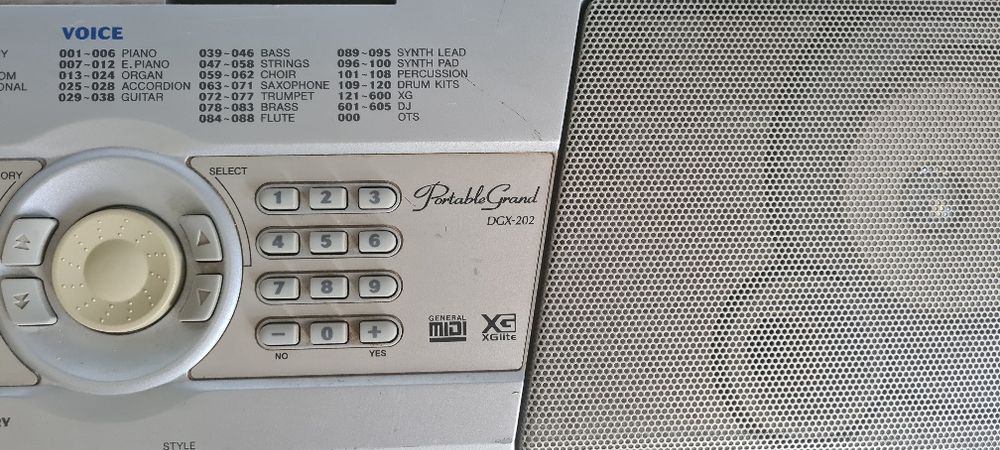 VOICE
001~006 PIANO
007~012 E.PIANO
013~024 ORGAN
025~028 ACCORDION
029~038 GUITAR
039~046 BASS
047~058 STRINGS
059~062 CHOIR
063~071 SAXOPHONE
072~077 TRUMPET
078~083 BRASS
084~088 FLUTE
089~095 SYNTH LEAD
096~100 SYNTH PAD
101~108 PERCUSSION
109~120 DRUM KITS
121~600 XG
601~605 DJ
000 OTS
SELECT
1 2 3
4 5 6
7 8 9
- 0 +
NO YES
PortableGrand
DGX-202
GENERAL
MIDI
XG
XGlite
STYLE